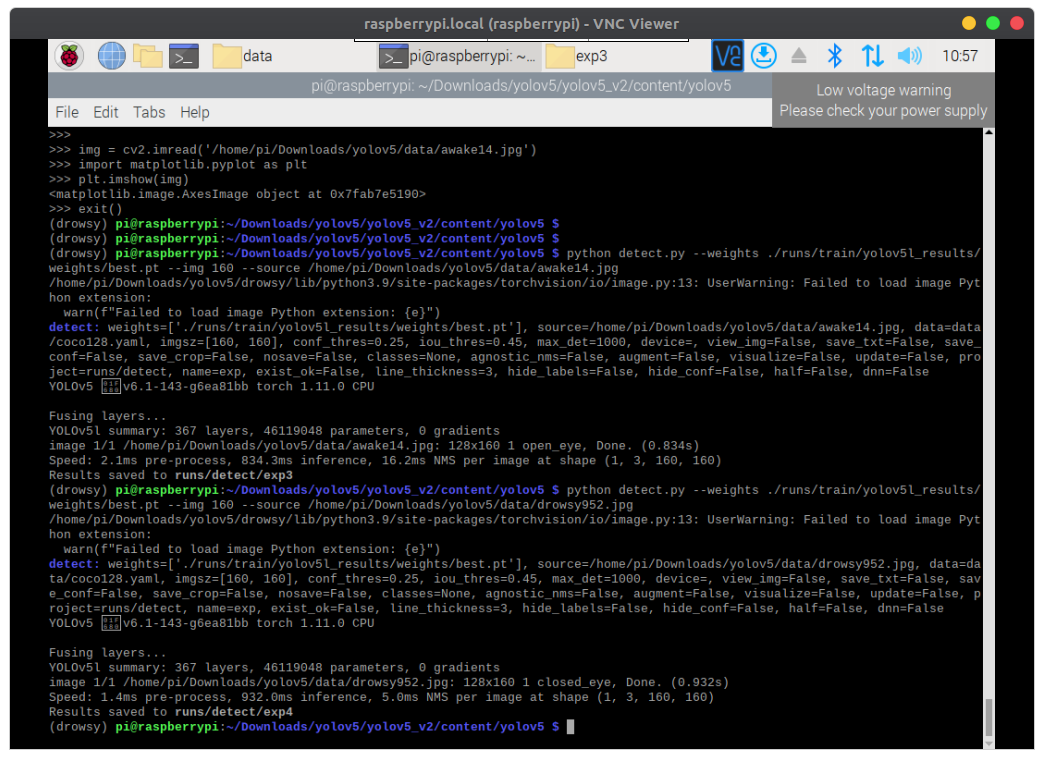 raspberrypi.local (raspberrypi) - VNC Viewer
data
pi@raspberrypi: ~...
exp3
10:57
pi@raspberrypi: ~/Downloads/yolov5/yolov5_v2/content/yolov5
Low voltage warning
Please check your power supply
File Edit Tabs Help
>>>
>>> img = cv2.imread('/home/pi/Downloads/yolov5/data/awake14.jpg')
>>> import matplotlib.pyplot as plt
>>> plt.imshow(img)
<matplotlib.image.AxesImage object at 0x7fab7e5190>
>>> exit()
(drowsy) pi@raspberrypi:~/Downloads/yolov5/yolov5_v2/content/yolov5 $
(drowsy) pi@raspberrypi:~/Downloads/yolov5/yolov5_v2/content/yolov5 $
(drowsy) pi@raspberrypi:~/Downloads/yolov5/yolov5_v2/content/yolov5 $ python detect.py --weights ./runs/train/yolov5l_results/
weights/best.pt --img 160 --source /home/pi/Downloads/yolov5/data/awake14.jpg
/home/pi/Downloads/yolov5/drowsy/lib/python3.9/site-packages/torchvision/io/image.py:13: UserWarning: Failed to load image Pyt
hon extension:
  warn(f"Failed to load image Python extension: {e}")
detect: weights=['./runs/train/yolov5l_results/weights/best.pt'], source=/home/pi/Downloads/yolov5/data/awake14.jpg, data=data
/coco128.yaml, imgsz=[160, 160], conf_thres=0.25, iou_thres=0.45, max_det=1000, device=, view_img=False, save_txt=False, save_
conf=False, save_crop=False, nosave=False, classes=None, agnostic_nms=False, augment=False, visualize=False, update=False, pro
ject=runs/detect, name=exp, exist_ok=False, line_thickness=3, hide_labels=False, hide_conf=False, half=False, dnn=False
YOLOv5 v6.1-143-g6ea81bb torch 1.11.0 CPU
Fusing layers...
YOLOv5l summary: 367 layers, 46119048 parameters, 0 gradients
image 1/1 /home/pi/Downloads/yolov5/data/awake14.jpg: 128x160 1 open_eye, Done. (0.834s)
Speed: 2.1ms pre-process, 834.3ms inference, 16.2ms NMS per image at shape (1, 3, 160, 160)
Results saved to runs/detect/exp3
(drowsy) pi@raspberrypi:~/Downloads/yolov5/yolov5_v2/content/yolov5 $ python detect.py --weights ./runs/train/yolov5l_results/
weights/best.pt --img 160 --source /home/pi/Downloads/yolov5/data/drowsy952.jpg
/home/pi/Downloads/yolov5/drowsy/lib/python3.9/site-packages/torchvision/io/image.py:13: UserWarning: Failed to load image Pyt
hon extension:
  warn(f"Failed to load image Python extension: {e}")
detect: weights=['./runs/train/yolov5l_results/weights/best.pt'], source=/home/pi/Downloads/yolov5/data/drowsy952.jpg, data=da
ta/coco128.yaml, imgsz=[160, 160], conf_thres=0.25, iou_thres=0.45, max_det=1000, device=, view_img=False, save_txt=False, sav
e_conf=False, save_crop=False, nosave=False, classes=None, agnostic_nms=False, augment=False, visualize=False, update=False, p
roject=runs/detect, name=exp, exist_ok=False, line_thickness=3, hide_labels=False, hide_conf=False, half=False, dnn=False
YOLOv5 v6.1-143-g6ea81bb torch 1.11.0 CPU
Fusing layers...
YOLOv5l summary: 367 layers, 46119048 parameters, 0 gradients
image 1/1 /home/pi/Downloads/yolov5/data/drowsy952.jpg: 128x160 1 closed_eye, Done. (0.932s)
Speed: 1.4ms pre-process, 932.0ms inference, 5.0ms NMS per image at shape (1, 3, 160, 160)
Results saved to runs/detect/exp4
(drowsy) pi@raspberrypi:~/Downloads/yolov5/yolov5_v2/content/yolov5 $